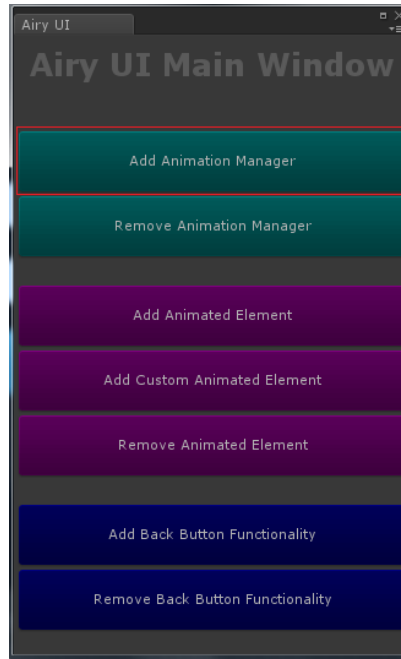 Airy UI
Airy UI Main Window
Add Animation Manager
Remove Animation Manager
Add Animated Element
Add Custom Animated Element
Remove Animated Element
Add Back Button Functionality
Remove Back Button Functionality